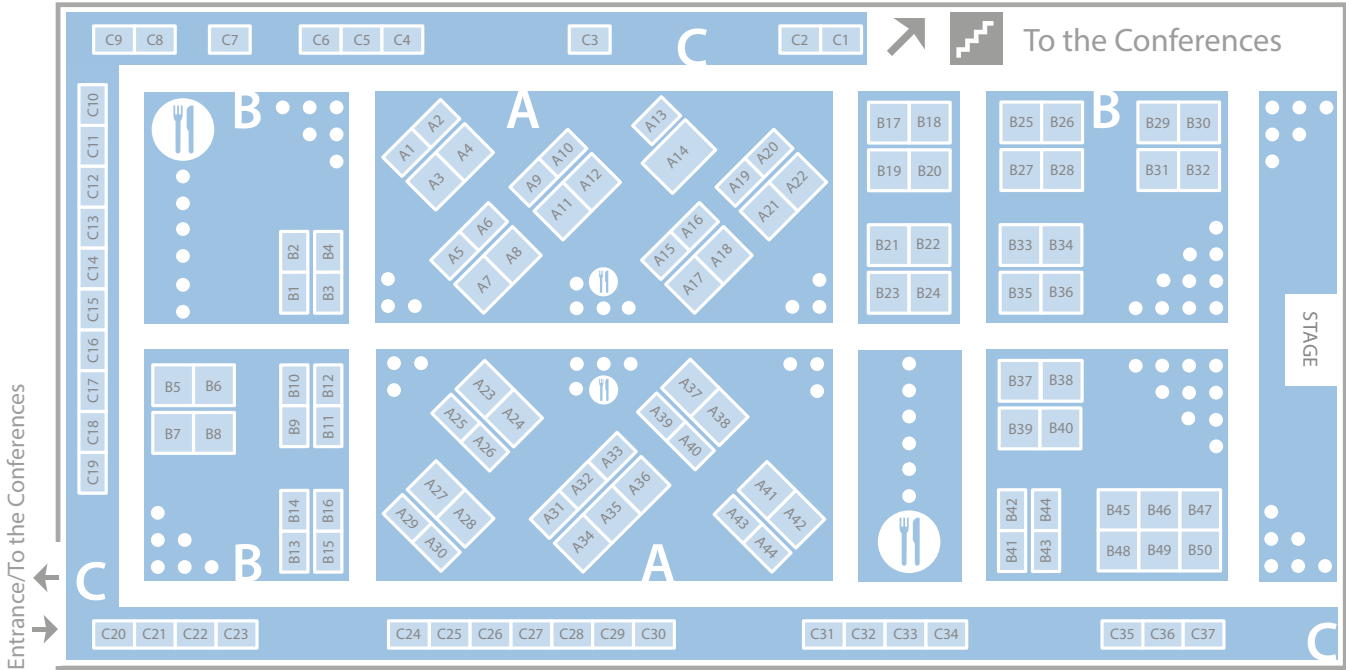 C9 C8 C7 C6 C5 C4 C3 C C2 C1 To the Conferences
C10
C11
C12
C13
C14
C15
C16
C17
C18
C19
B
B2 B4
B1 B3
A
A1 A2
A3 A4
A5 A6
A7 A8
A9 A10
A11 A12
A13
A14
A15 A16
A17 A18
A19 A20
A21 A22
B17 B18
B19 B20
B21 B22
B23 B24
B
B25 B26
B27 B28
B29 B30
B31 B32
B33 B34
B35 B36
STAGE
B5 B6
B7 B8
B10 B12
B9 B11
B14 B16
B13 B15
B
A23 A24
A25 A26
A27 A28
A29 A30
A31 A32 A33
A34 A35 A36
A37 A38
A39 A40
A41 A42
A43 A44
A
B37 B38
B39 B40
B42 B44
B41 B43
B45 B46 B47
B48 B49 B50
Entrance/To the Conferences
C
C20 C21 C22 C23 C24 C25 C26 C27 C28 C29 C30 C31 C32 C33 C34 C35 C36 C37 C